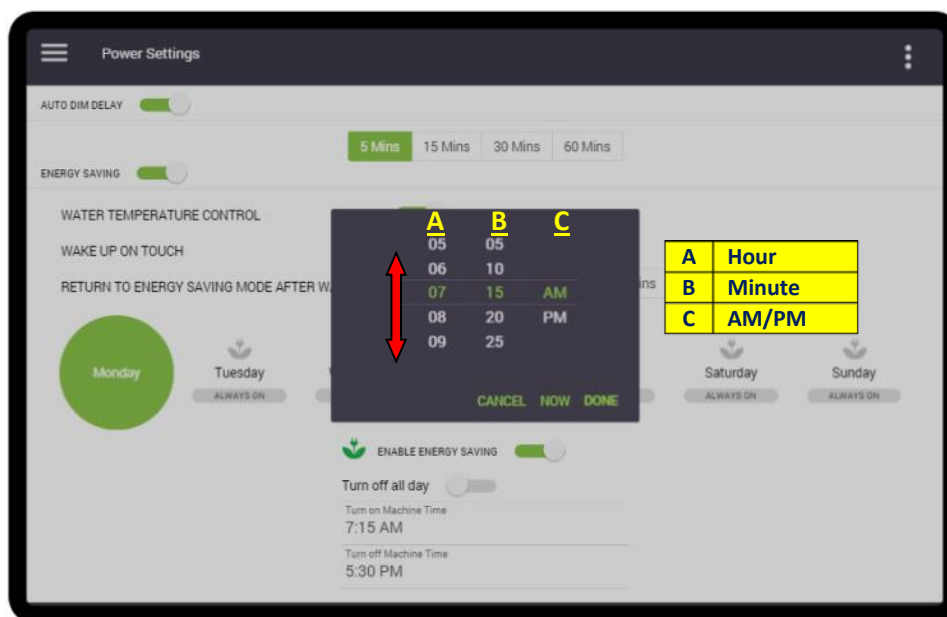 Power Settings
AUTO DIM DELAY
5 Mins 15 Mins 30 Mins 60 Mins
ENERGY SAVING
WATER TEMPERATURE CONTROL
WAKE UP ON TOUCH
RETURN TO ENERGY SAVING MODE AFTER
A B C
05 05
06 10
07 15 AM
08 20 PM
09 25
CANCEL NOW DONE
A Hour
B Minute
C AM/PM
Monday
Tuesday
ALWAYS ON
Saturday
ALWAYS ON
Sunday
ALWAYS ON
ENABLE ENERGY SAVING
Turn off all day
Turn on Machine Time
7:15 AM
Turn off Machine Time
5:30 PM